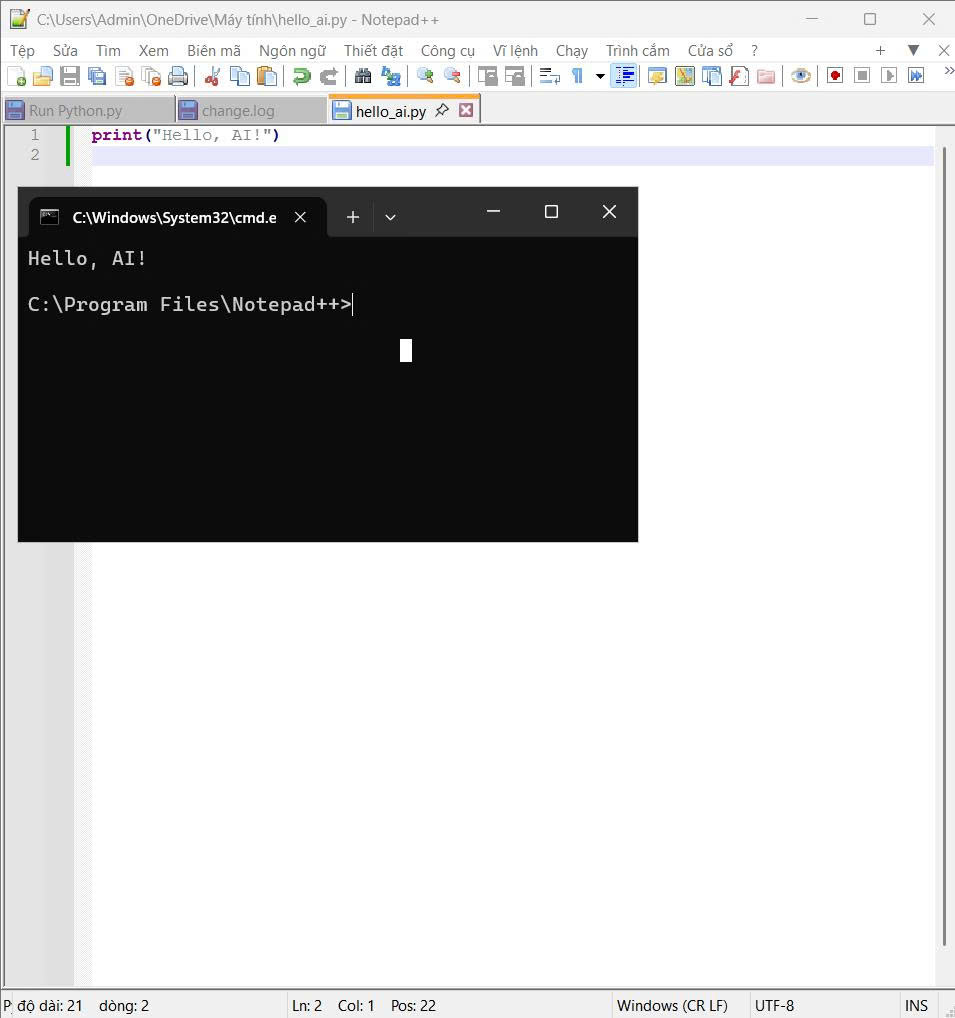 C:\Users\Admin\OneDrive\Máy tính\hello_ai.py - Notepad++
Tệp Sửa Tìm Xem Biên mã Ngôn ngữ Thiết đặt Công cụ Vĩ lệnh Chạy Trình cắm Cửa sổ ?
Run Python.py change.log hello_ai.py
1 print("Hello, AI!")
2
C:\Windows\System32\cmd.e
Hello, AI!
C:\Program Files\Notepad++>
độ dài: 21 dòng: 2 Ln: 2 Col: 1 Pos: 22 Windows (CR LF) UTF-8 INS